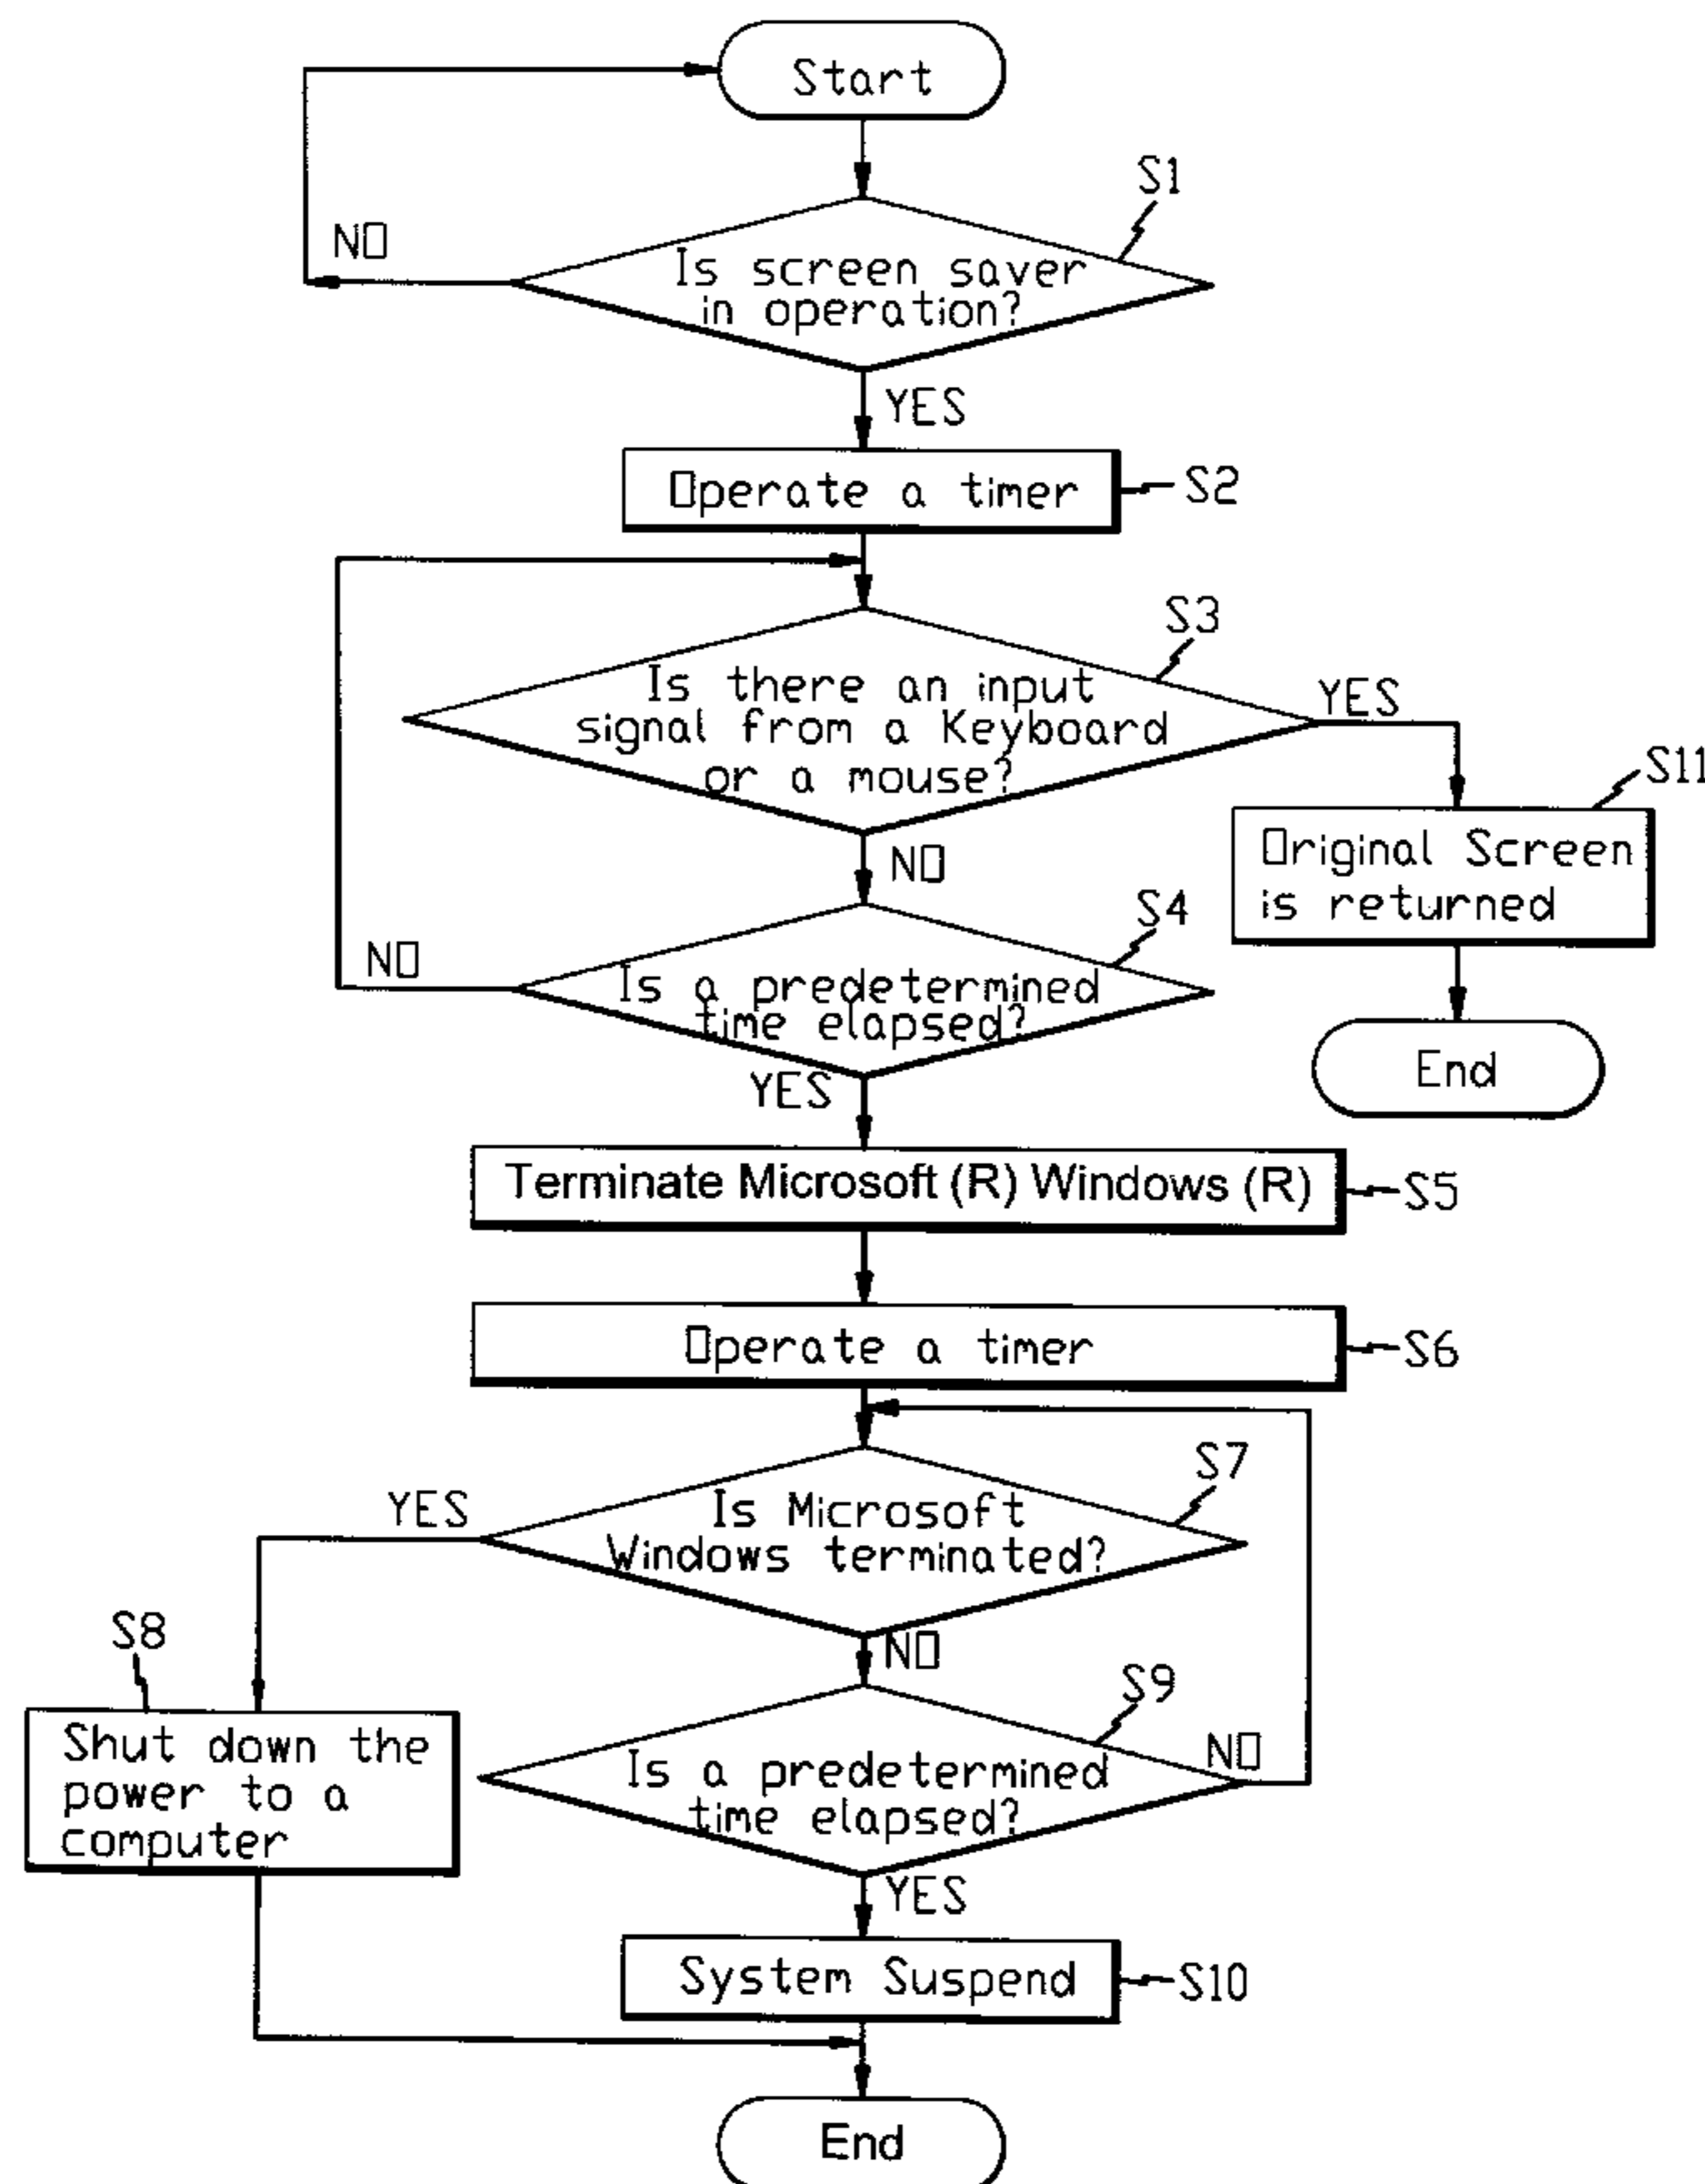 Start
S1
NO
Is screen saver
in operation?
YES
Operate a timer
S2
S3
Is there an input
signal from a Keyboard
or a mouse?
YES
S11
Original Screen
is returned
NO
S4
NO
Is a predetermined
time elapsed?
End
YES
Terminate Microsoft (R) Windows (R)
S5
Operate a timer
S6
S7
YES
Is Microsoft
Windows terminated?
S8
NO
S9
Shut down the
power to a
computer
NO
Is a predetermined
time elapsed?
YES
System Suspend
S10
End